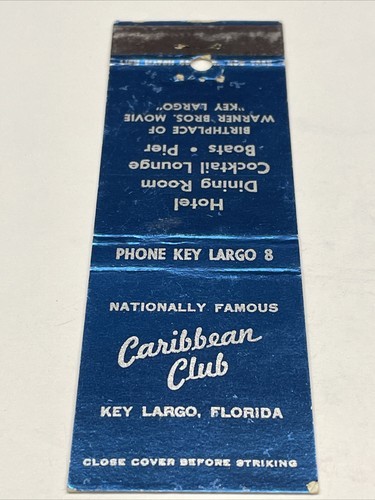 Hotel
Dining Room
Cocktail Lounge
Boats • Pier
BIRTHPLACE OF
WARNER BROS. MOVIE
"KEY LARGO"
PHONE KEY LARGO 8
NATIONALLY FAMOUS
Caribbean
Club
KEY LARGO, FLORIDA
CLOSE COVER BEFORE STRIKING